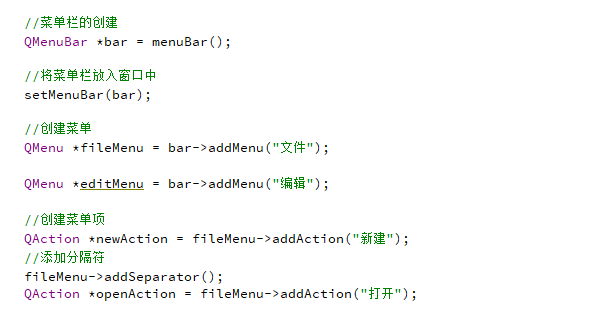 //菜单栏的创建
QMenuBar *bar = menuBar();
//将菜单栏放入窗口中
setMenuBar(bar);
//创建菜单
QMenu *fileMenu = bar->addMenu("文件");
QMenu *editMenu = bar->addMenu("编辑");
//创建菜单项
QAction *newAction = fileMenu->addAction("新建");
//添加分隔符
fileMenu->addSeparator();
QAction *openAction = fileMenu->addAction("打开");